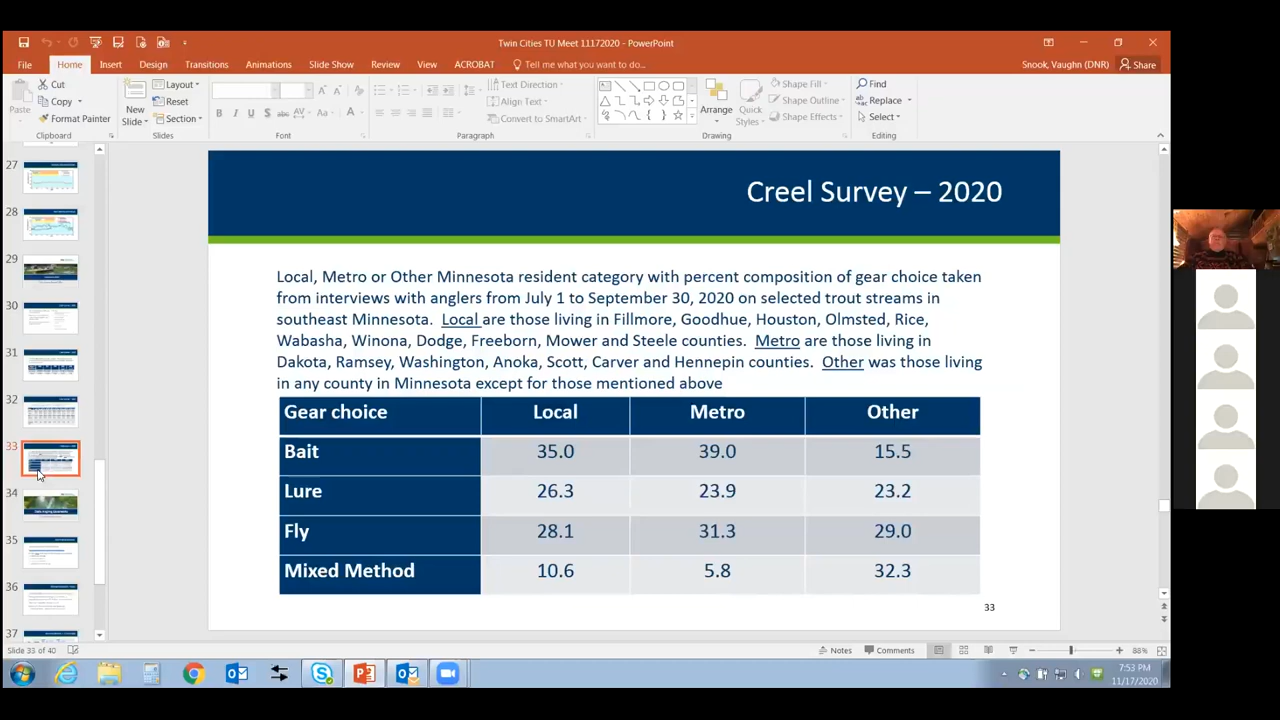 Twin Cities TU Meet 11172020 - PowerPoint
File Home Insert Design Transitions Animations Slide Show Review View ACROBAT Tell me what you want to do... Snook, Vaughn (DNR) Share
Paste
Cut
Copy
Format Painter
Clipboard
New Slide
Layout
Reset
Section
Slides
B I U S abc AV Aa A
Font
Text Direction
Align Text
Convert to SmartArt
Paragraph
Arrange
Quick Styles
Shape Fill
Shape Outline
Shape Effects
Drawing
Find
Replace
Select
Editing
27
28
29
30
31
32
33
34
35
36
37
Creel Survey – 2020
Local, Metro or Other Minnesota resident category with percent composition of gear choice taken
from interviews with anglers from July 1 to September 30, 2020 on selected trout streams in
southeast Minnesota. Local are those living in Fillmore, Goodhue, Houston, Olmsted, Rice,
Wabasha, Winona, Dodge, Freeborn, Mower and Steele counties. Metro are those living in
Dakota, Ramsey, Washington, Anoka, Scott, Carver and Hennepin counties. Other was those living
in any county in Minnesota except for those mentioned above
Gear choice Local Metro Other
Bait 35.0 39.0 15.5
Lure 26.3 23.9 23.2
Fly 28.1 31.3 29.0
Mixed Method 10.6 5.8 32.3
33
Slide 33 of 40 Notes Comments 88%
7:53 PM
11/17/2020